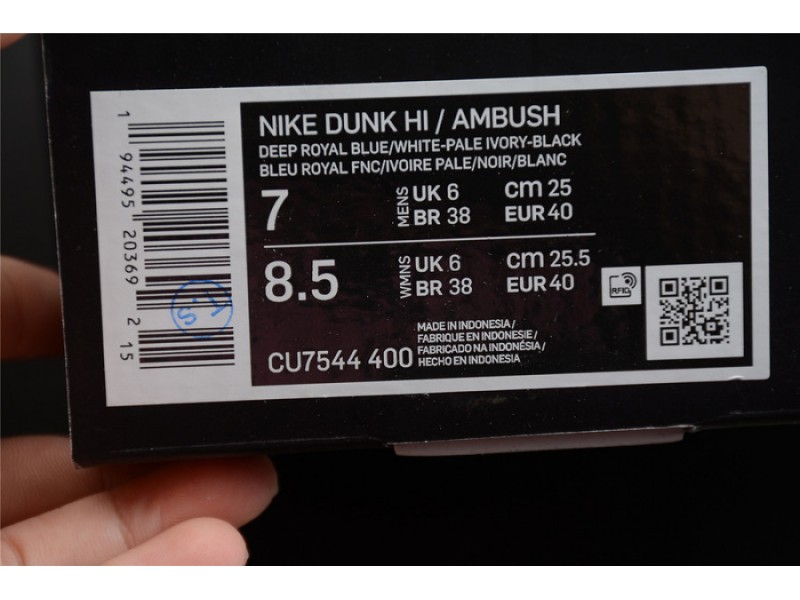 NIKE DUNK HI / AMBUSH
DEEP ROYAL BLUE/WHITE-PALE IVORY-BLACK
BLEU ROYAL FNC/IVOIRE PALE/NOIR/BLANC
7 MENS UK 6 cm 25
BR 38 EUR 40
8.5 WMNS UK 6 cm 25.5
BR 38 EUR 40
CU7544 400
MADE IN INDONESIA/
FABRIQUE EN INDONESIE/
FABRICADO NA INDONÉSIA/
HECHO EN INDONESIA
RFID
1 94495 20369 2 15